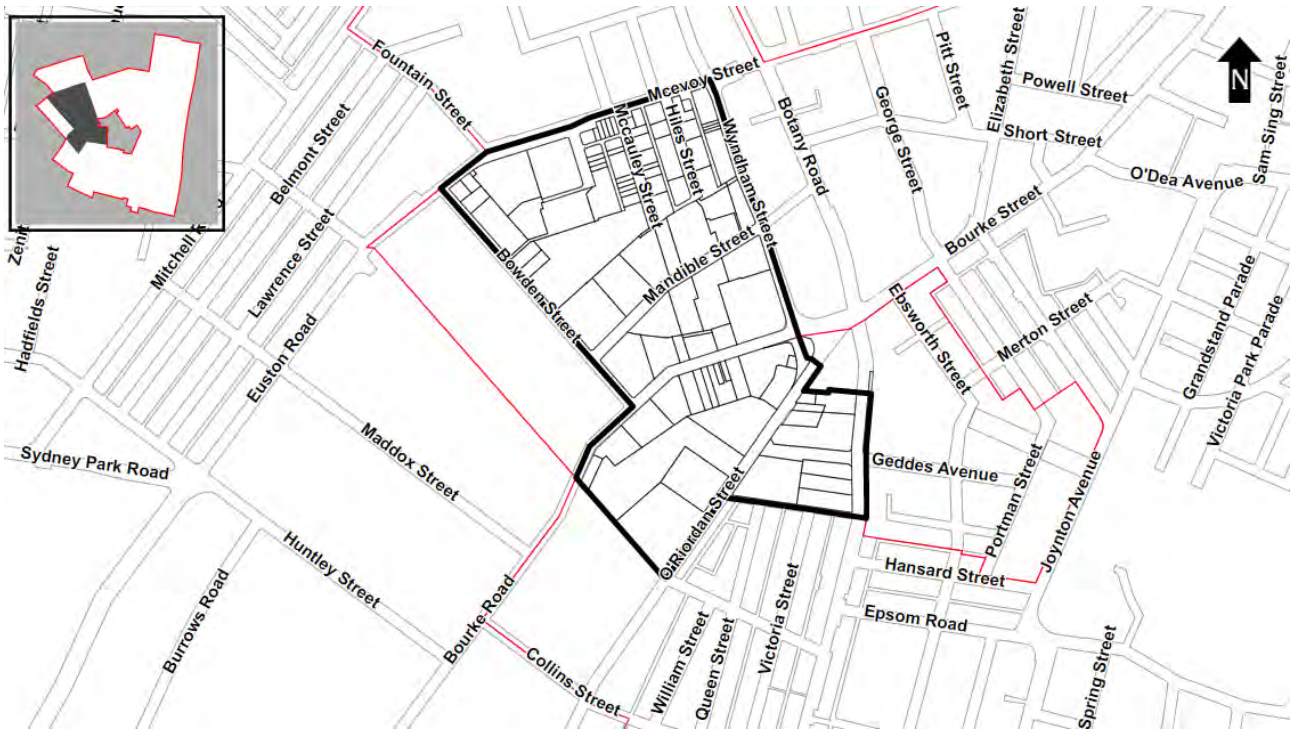 Fountain Street
Mcevoy Street
Pitt Street
Elizabeth Street
Powell Street
Sam Sing Street
N
Belmont Street
Mccauley Street
Hiles Street
Wyndham Street
Botany Road
George Street
Short Street
O'Dea Avenue
Zenit
Mitchell R
Lawrence Street
Bourke Street
Hadfields Street
Euston Road
Bowden Street
Mandible Street
Ebsworth Street
Merton Street
Grandstand Parade
Victoria Park Parade
Sydney Park Road
Maddox Street
O'Riordan Street
Geddes Avenue
Portman Street
Joynton Avenue
Huntley Street
Burrows Road
Bourke Road
Hansard Street
Epsom Road
Collins Street
William Street
Queen Street
Victoria Street
Spring Street